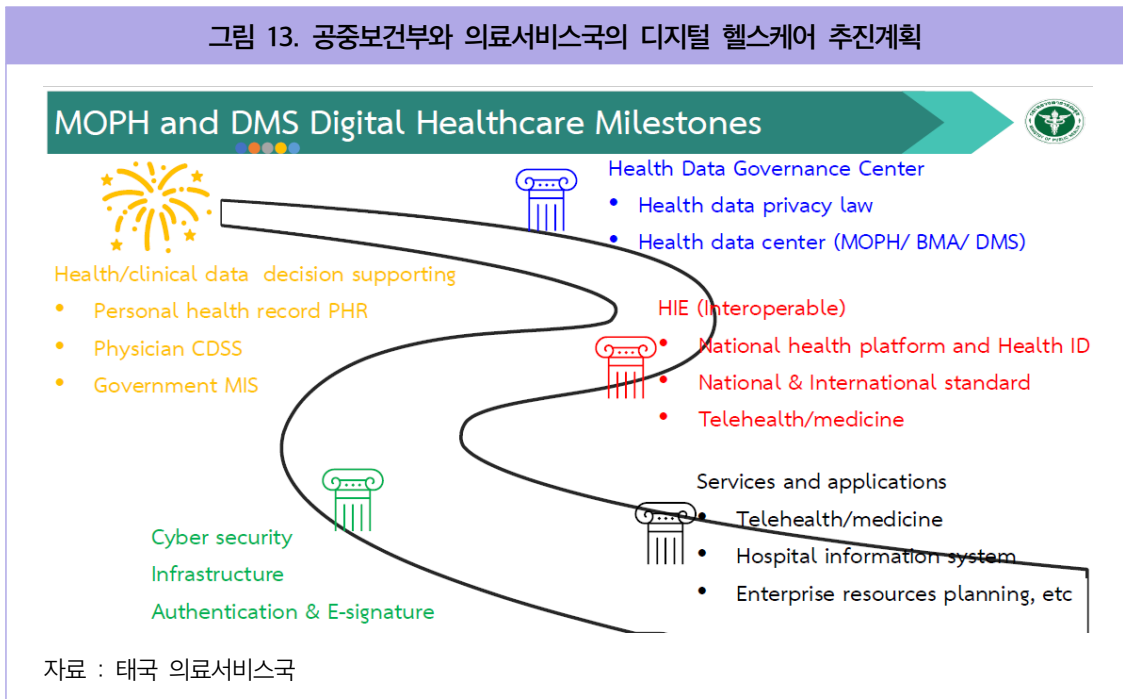 그림 13. 공중보건부와 의료서비스국의 디지털 헬스케어 추진계획
MOPH and DMS Digital Healthcare Milestones
Health Data Governance Center
• Health data privacy law
• Health data center (MOPH/ BMA/ DMS)
Health/clinical data decision supporting
• Personal health record PHR
• Physician CDSS
• Government MIS
HIE (Interoperable)
• National health platform and Health ID
• National & International standard
• Telehealth/medicine
Services and applications
• Telehealth/medicine
• Hospital information system
• Enterprise resources planning, etc
Cyber security
Infrastructure
Authentication & E-signature
자료 : 태국 의료서비스국